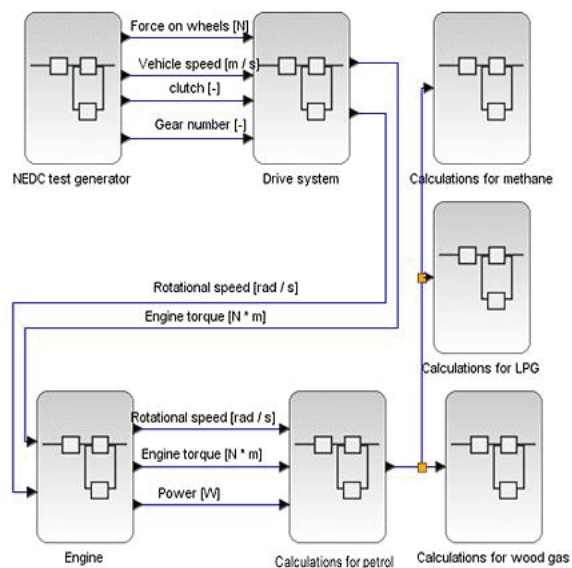 Force on wheels [N]
Vehicle speed [m / s]
clutch [-]
Gear number [-]
NEDC test generator
Drive system
Calculations for methane
Rotational speed [rad / s]
Engine torque [N * m]
Calculations for LPG
Rotational speed [rad / s]
Engine torque [N * m]
Power [W]
Engine
Calculations for petrol
Calculations for wood gas